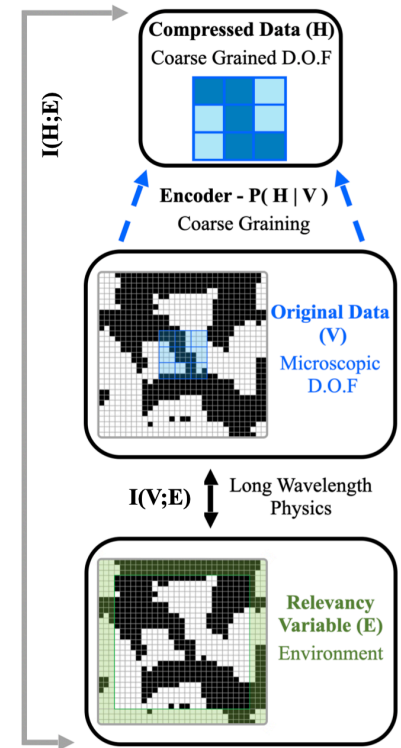 Compressed Data (H)
Coarse Grained D.O.F
I(H;E)
Encoder - P( H | V )
Coarse Graining
Original Data
(V)
Microscopic
D.O.F
I(V;E)
Long Wavelength
Physics
Relevancy
Variable (E)
Environment